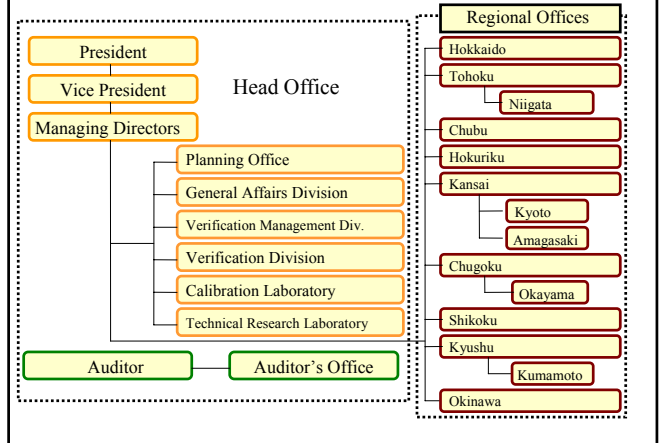 President
Vice President
Managing Directors
Head Office
Planning Office
General Affairs Division
Verification Management Div.
Verification Division
Calibration Laboratory
Technical Research Laboratory
Auditor
Auditor's Office
Regional Offices
Hokkaido
Tohoku
Niigata
Chubu
Hokuriku
Kansai
Kyoto
Amagasaki
Chugoku
Okayama
Shikoku
Kyushu
Kumamoto
Okinawa